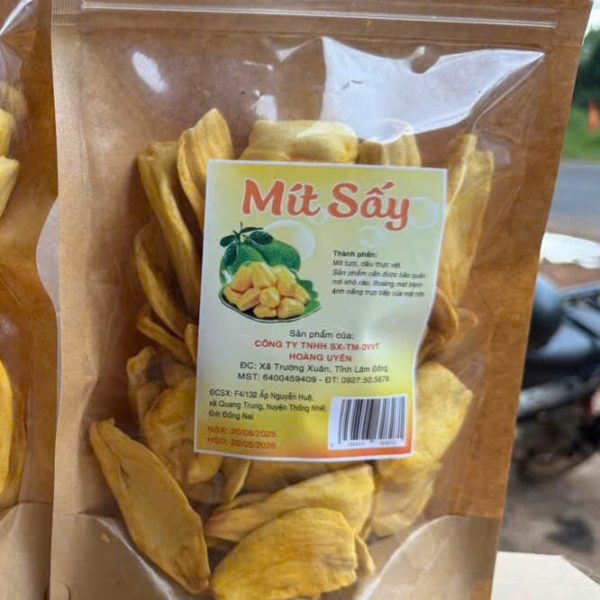 Mít Sấy
Thành phần:
Mít tươi, dầu thực vật.
Sản phẩm cần được bảo quản
nơi khô ráo, thoáng mát tránh
ánh nắng trực tiếp của mặt trời.
Sản phẩm của:
CÔNG TY TNHH SX-TM-DVVT
HOÀNG UYÊN
ĐC: Xã Trường Xuân, Tỉnh Lâm Đồng
MST: 6400459409 - ĐT: 0927.50.5678
ĐCSX: F4/132 Ấp Nguyễn Huệ,
xã Quang Trung, huyện Thống Nhất,
tỉnh Đồng Nai
NSX: 20/08/2025
HSD: 20/08/2026